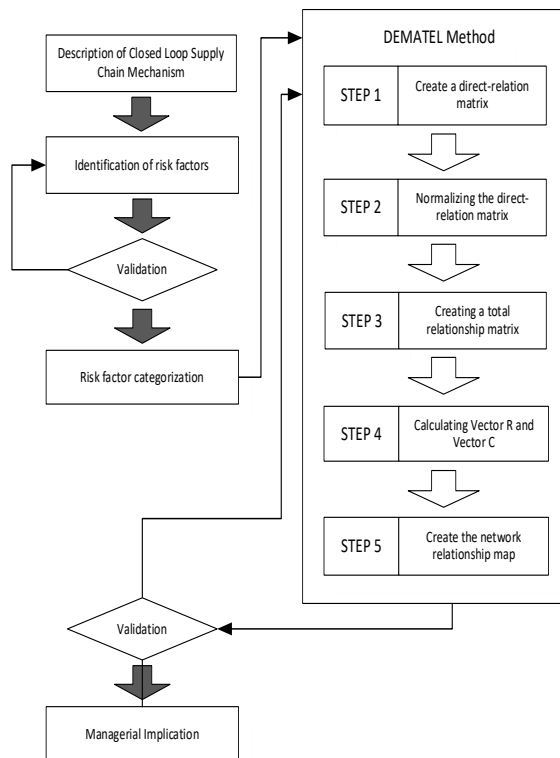 Description of Closed Loop Supply
Chain Mechanism
Identification of risk factors
Validation
Risk factor categorization
DEMATEL Method
STEP 1
Create a direct-relation
matrix
STEP 2
Normalizing the direct-
relation matrix
STEP 3
Creating a total
relationship matrix
STEP 4
Calculating Vector R and
Vector C
STEP 5
Create the network
relationship map
Validation
Managerial Implication